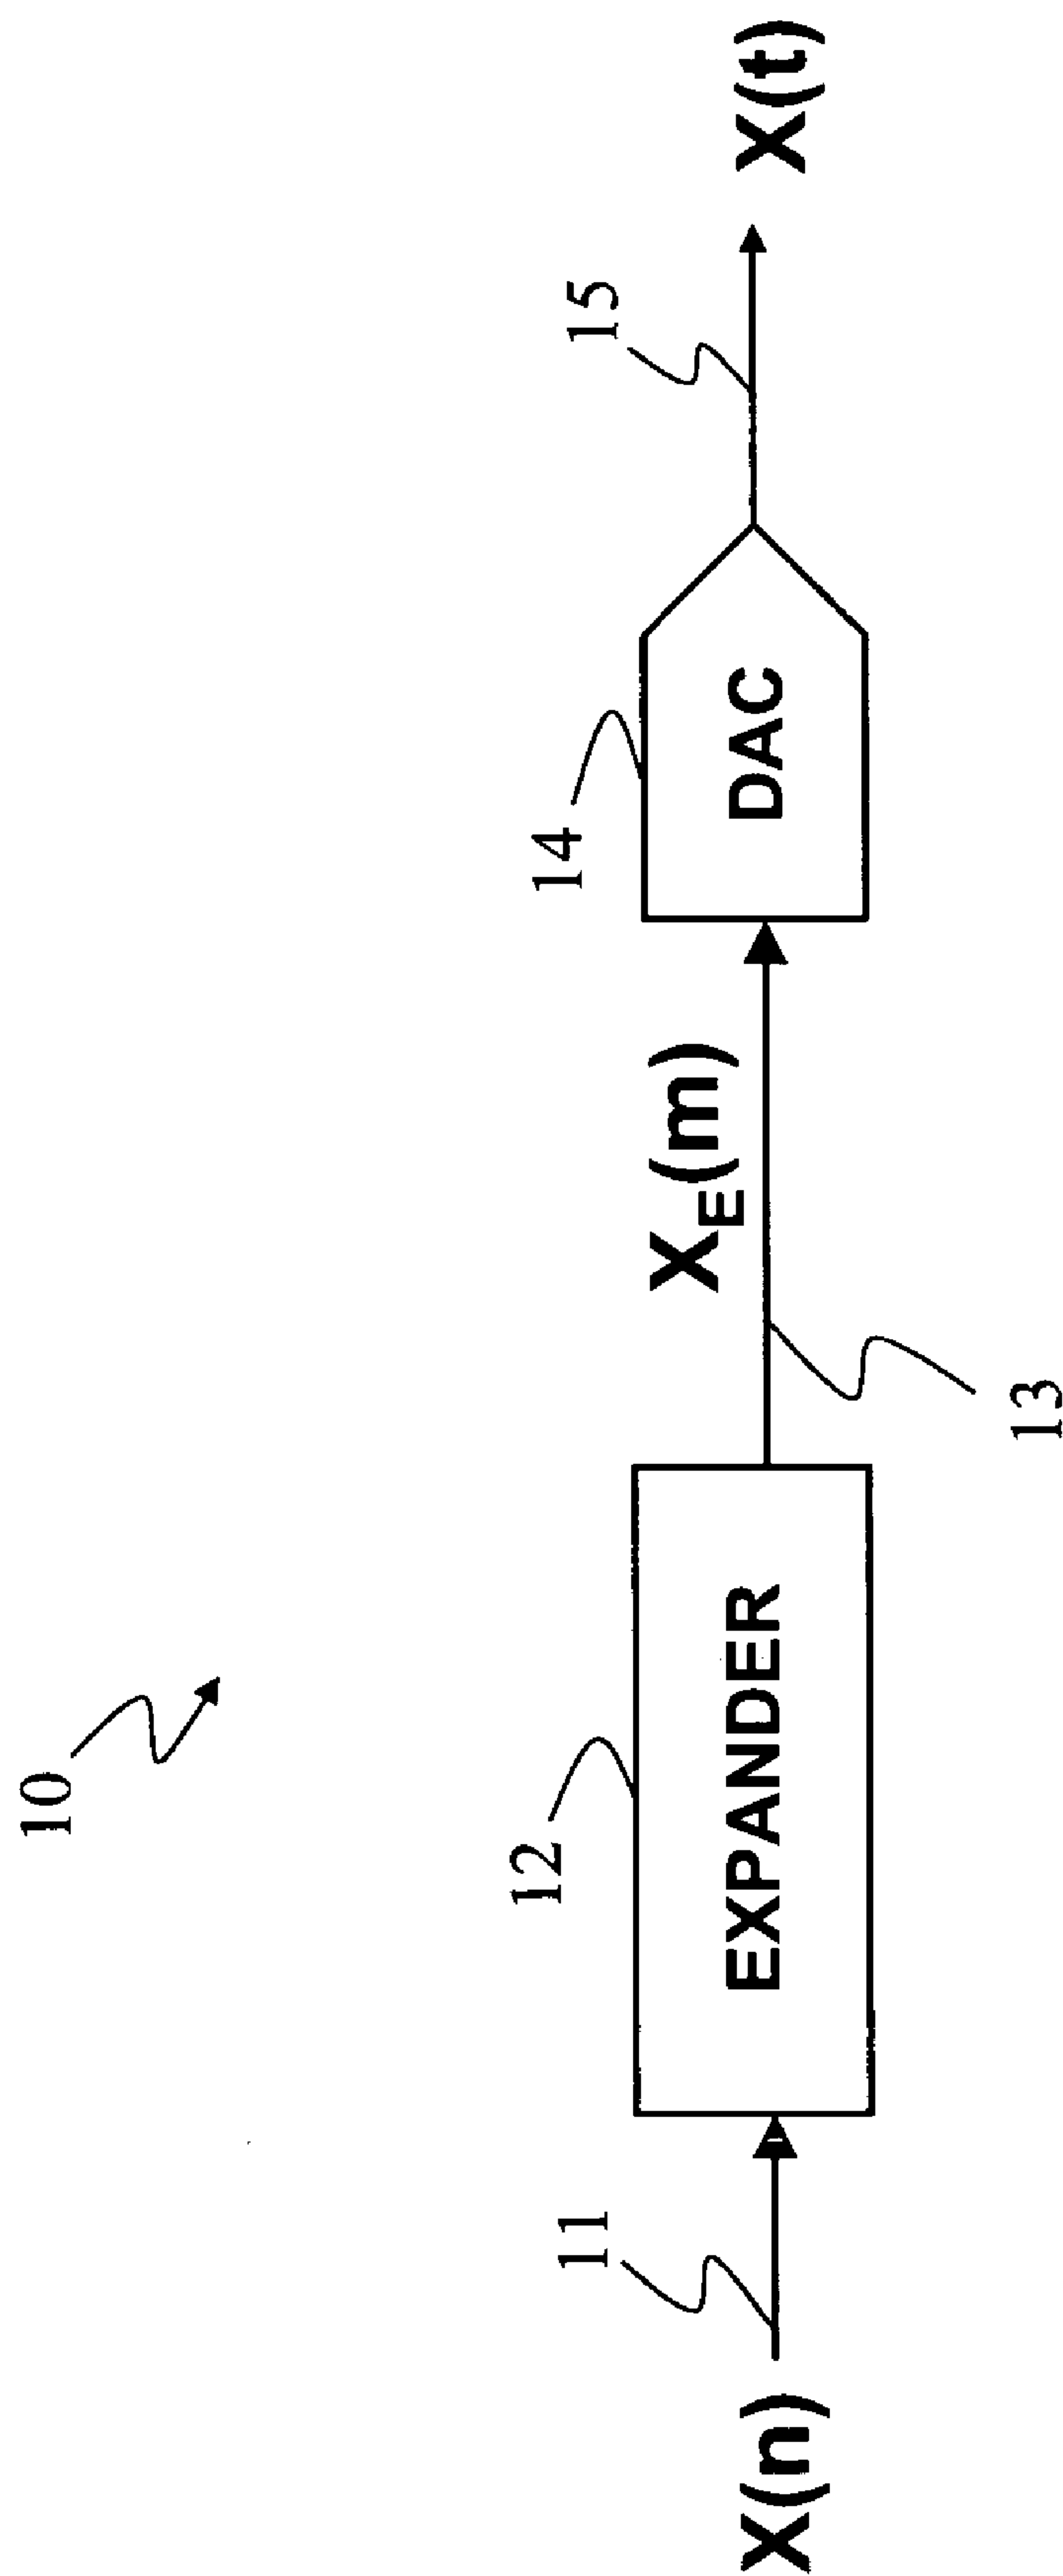 10
X(n)
11
12
EXPANDER
13
X_E(m)
14
DAC
15
X(t)